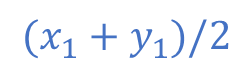 (x₁ + y₁)/2